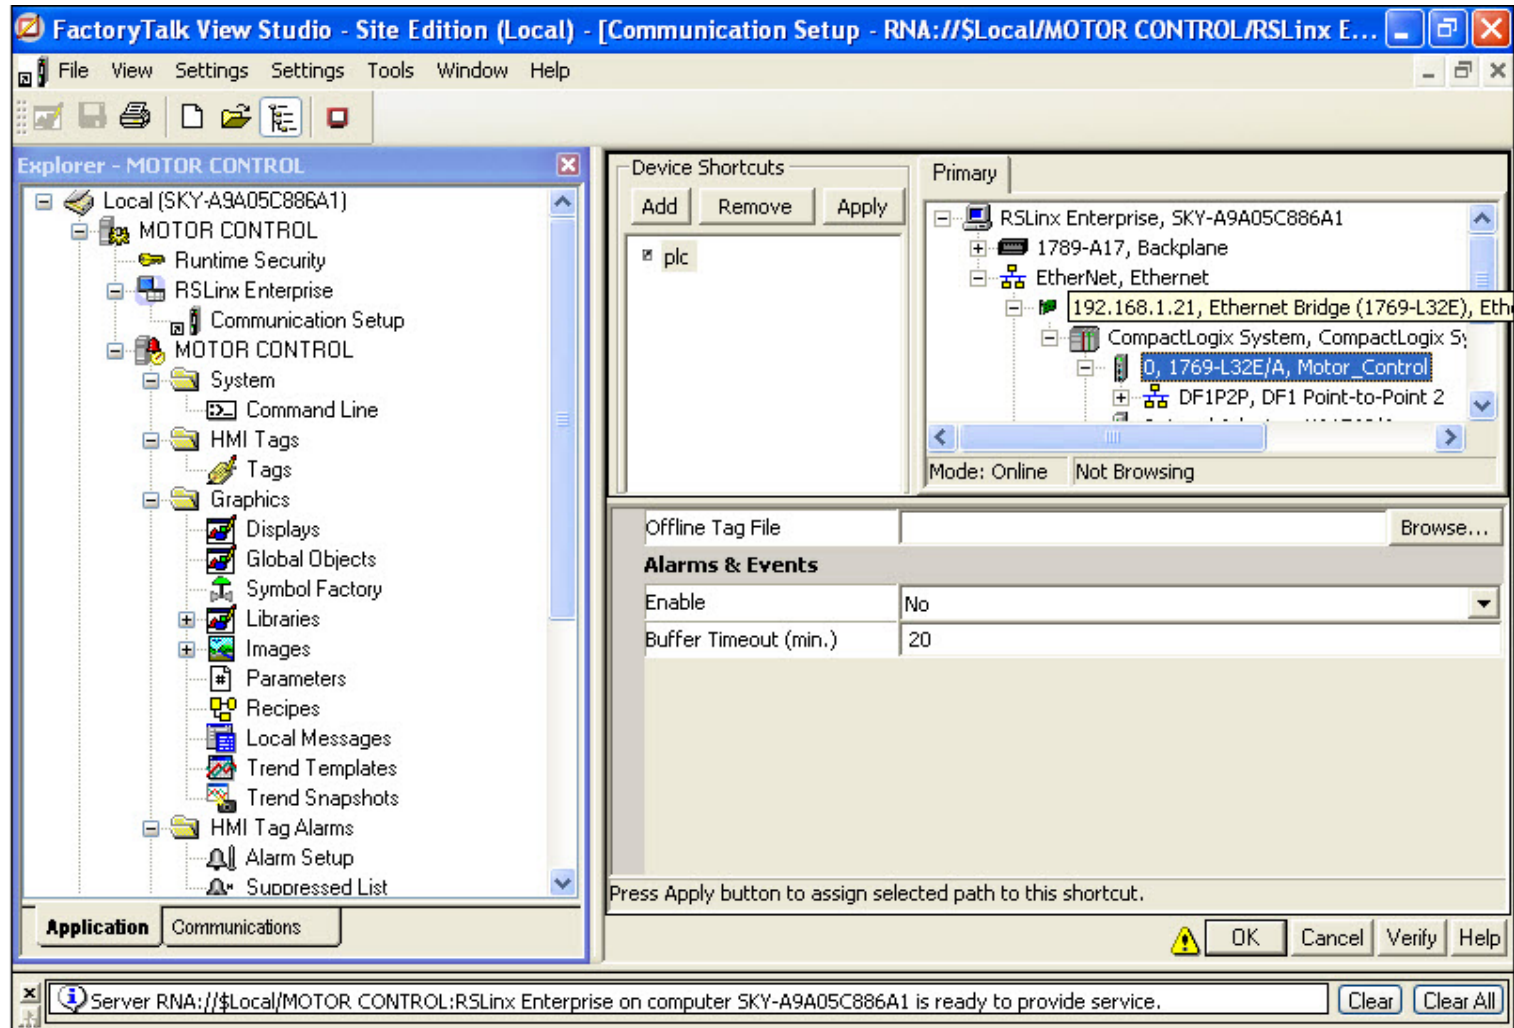 FactoryTalk View Studio - Site Edition (Local) - [Communication Setup - RNA://$Local/MOTOR CONTROL/RSLinx E...
File View Settings Settings Tools Window Help
Explorer - MOTOR CONTROL
Local (SKY-A9A05C886A1)
MOTOR CONTROL
Runtime Security
RSLinx Enterprise
Communication Setup
MOTOR CONTROL
System
Command Line
HMI Tags
Tags
Graphics
Displays
Global Objects
Symbol Factory
Libraries
Images
Parameters
Recipes
Local Messages
Trend Templates
Trend Snapshots
HMI Tag Alarms
Alarm Setup
Suppressed List
Application Communications
Device Shortcuts
Add Remove Apply
plc
Primary
RSLinx Enterprise, SKY-A9A05C886A1
1789-A17, Backplane
EtherNet, Ethernet
192.168.1.21, Ethernet Bridge (1769-L32E), Eth
CompactLogix System, CompactLogix Sy
0, 1769-L32E/A, Motor_Control
DF1P2P, DF1 Point-to-Point 2
Mode: Online Not Browsing
Offline Tag File Browse...
Alarms & Events
Enable No
Buffer Timeout (min.) 20
Press Apply button to assign selected path to this shortcut.
OK Cancel Verify Help
Server RNA://$Local/MOTOR CONTROL:RSLinx Enterprise on computer SKY-A9A05C886A1 is ready to provide service. Clear Clear All